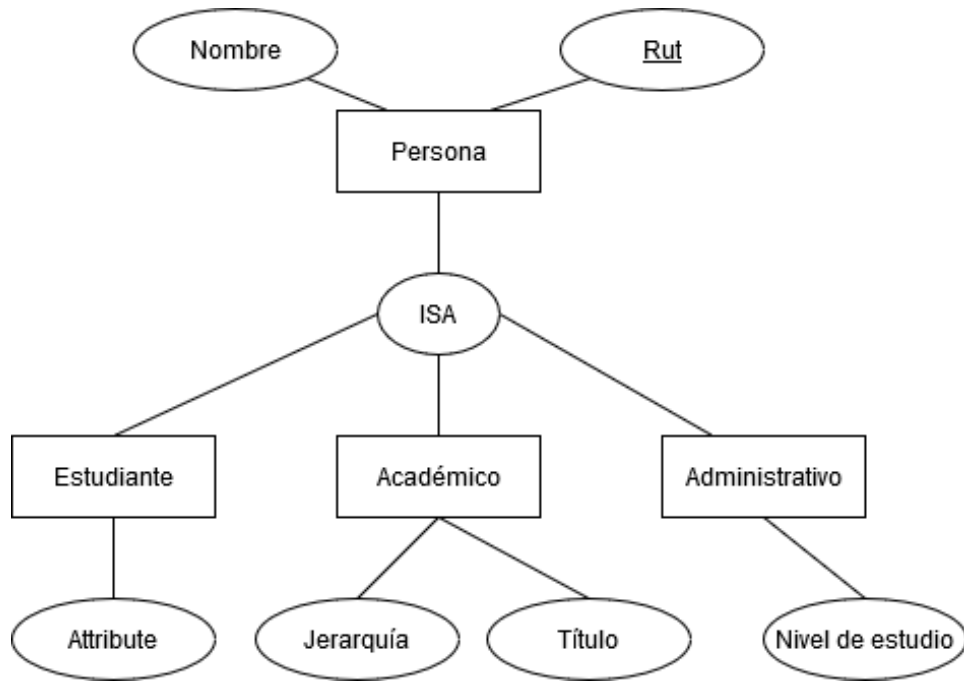 Nombre
Rut
Persona
ISA
Estudiante
Académico
Administrativo
Attribute
Jerarquía
Título
Nivel de estudio